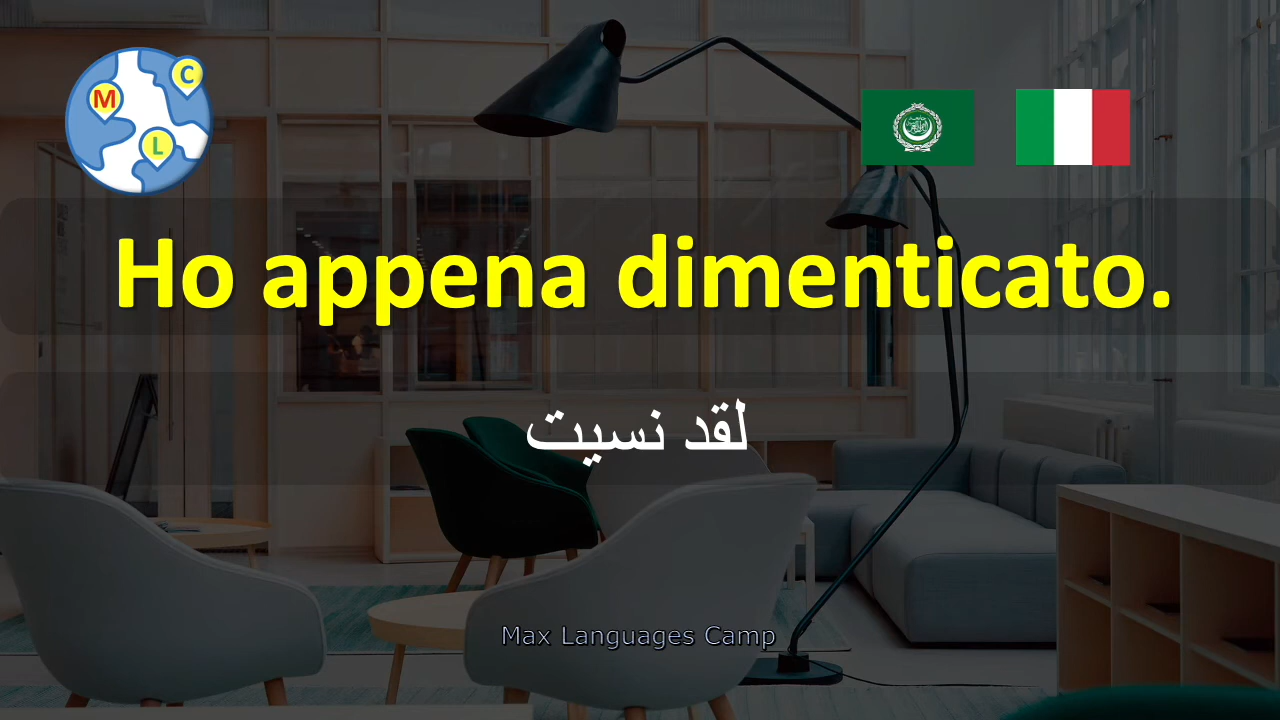 C
M
L
Ho appena dimenticato.
لقد نسيت
Max Languages Camp